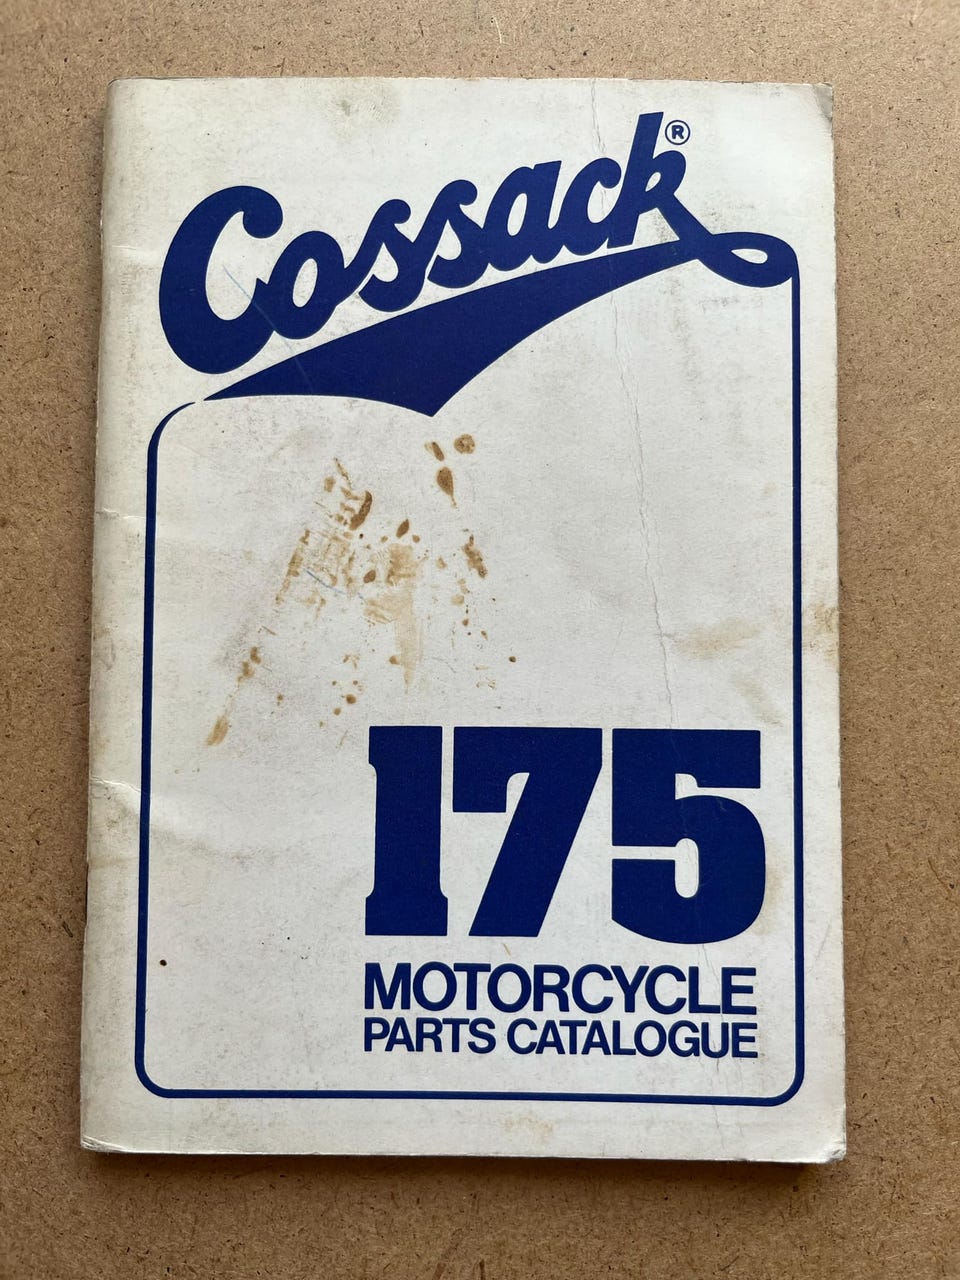 Cossack®
175
MOTORCYCLE
PARTS CATALOGUE